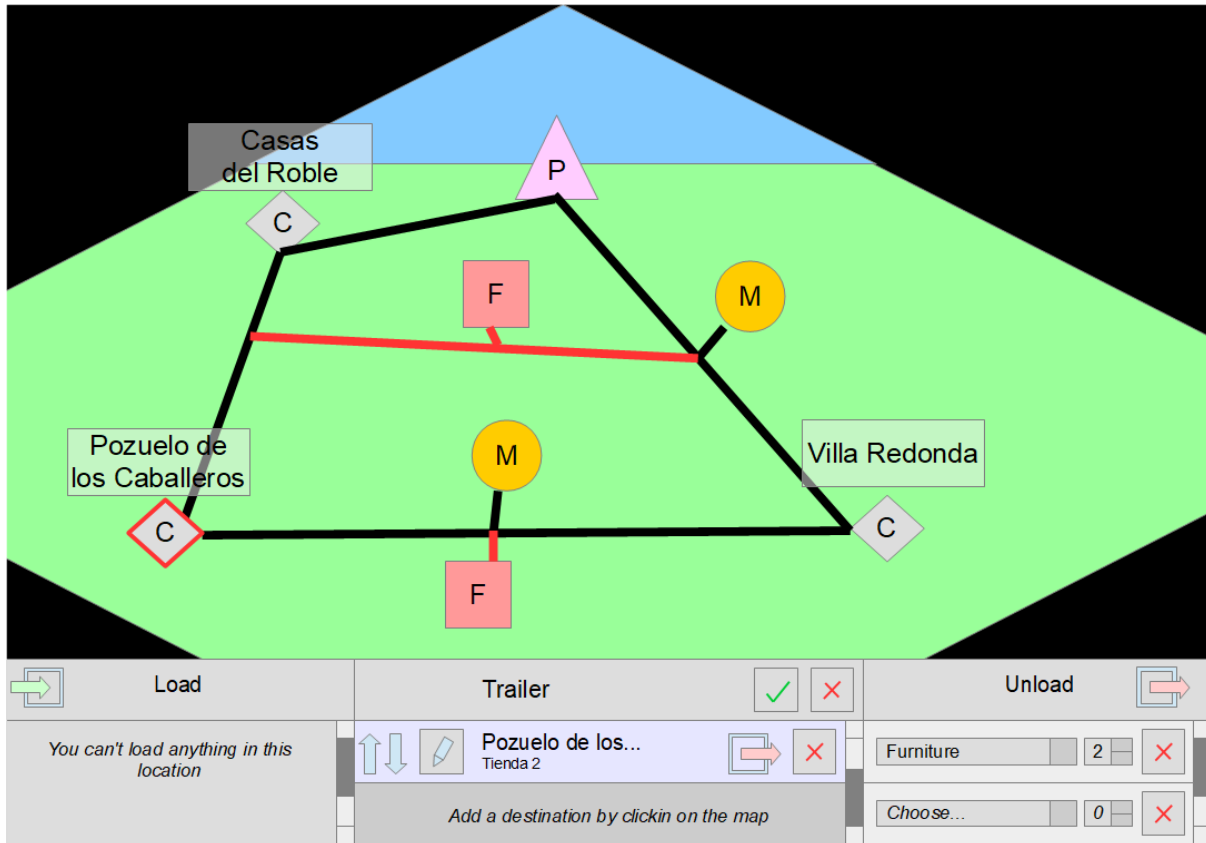 Casas
del Roble
P
C
F
M
Pozuelo de
los Caballeros
M
Villa Redonda
C
C
F
Load
Trailer
Unload
You can't load anything in this
location
Pozuelo de los...
Tienda 2
Furniture
2
Add a destination by clickin on the map
Choose...
0